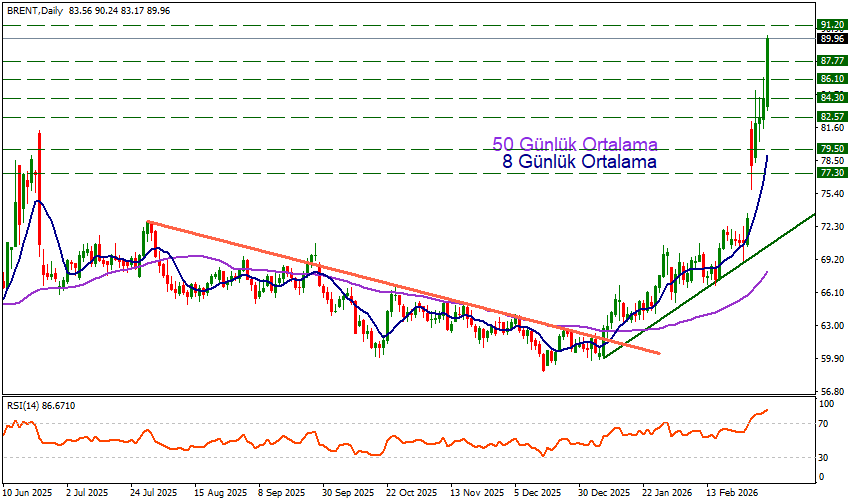 BRENT,Daily 83.56 90.24 83.17 89.96
91.20
89.96
87.77
86.10
84.30
82.57
81.60
79.50
78.50
77.30
75.40
72.30
69.20
66.10
63.00
59.90
56.80
50 Günlük Ortalama
8 Günlük Ortalama
RSI(14) 86.6710
100
70
30
0
10 Jun 2025
2 Jul 2025
24 Jul 2025
15 Aug 2025
8 Sep 2025
30 Sep 2025
22 Oct 2025
13 Nov 2025
5 Dec 2025
30 Dec 2025
22 Jan 2026
13 Feb 2026